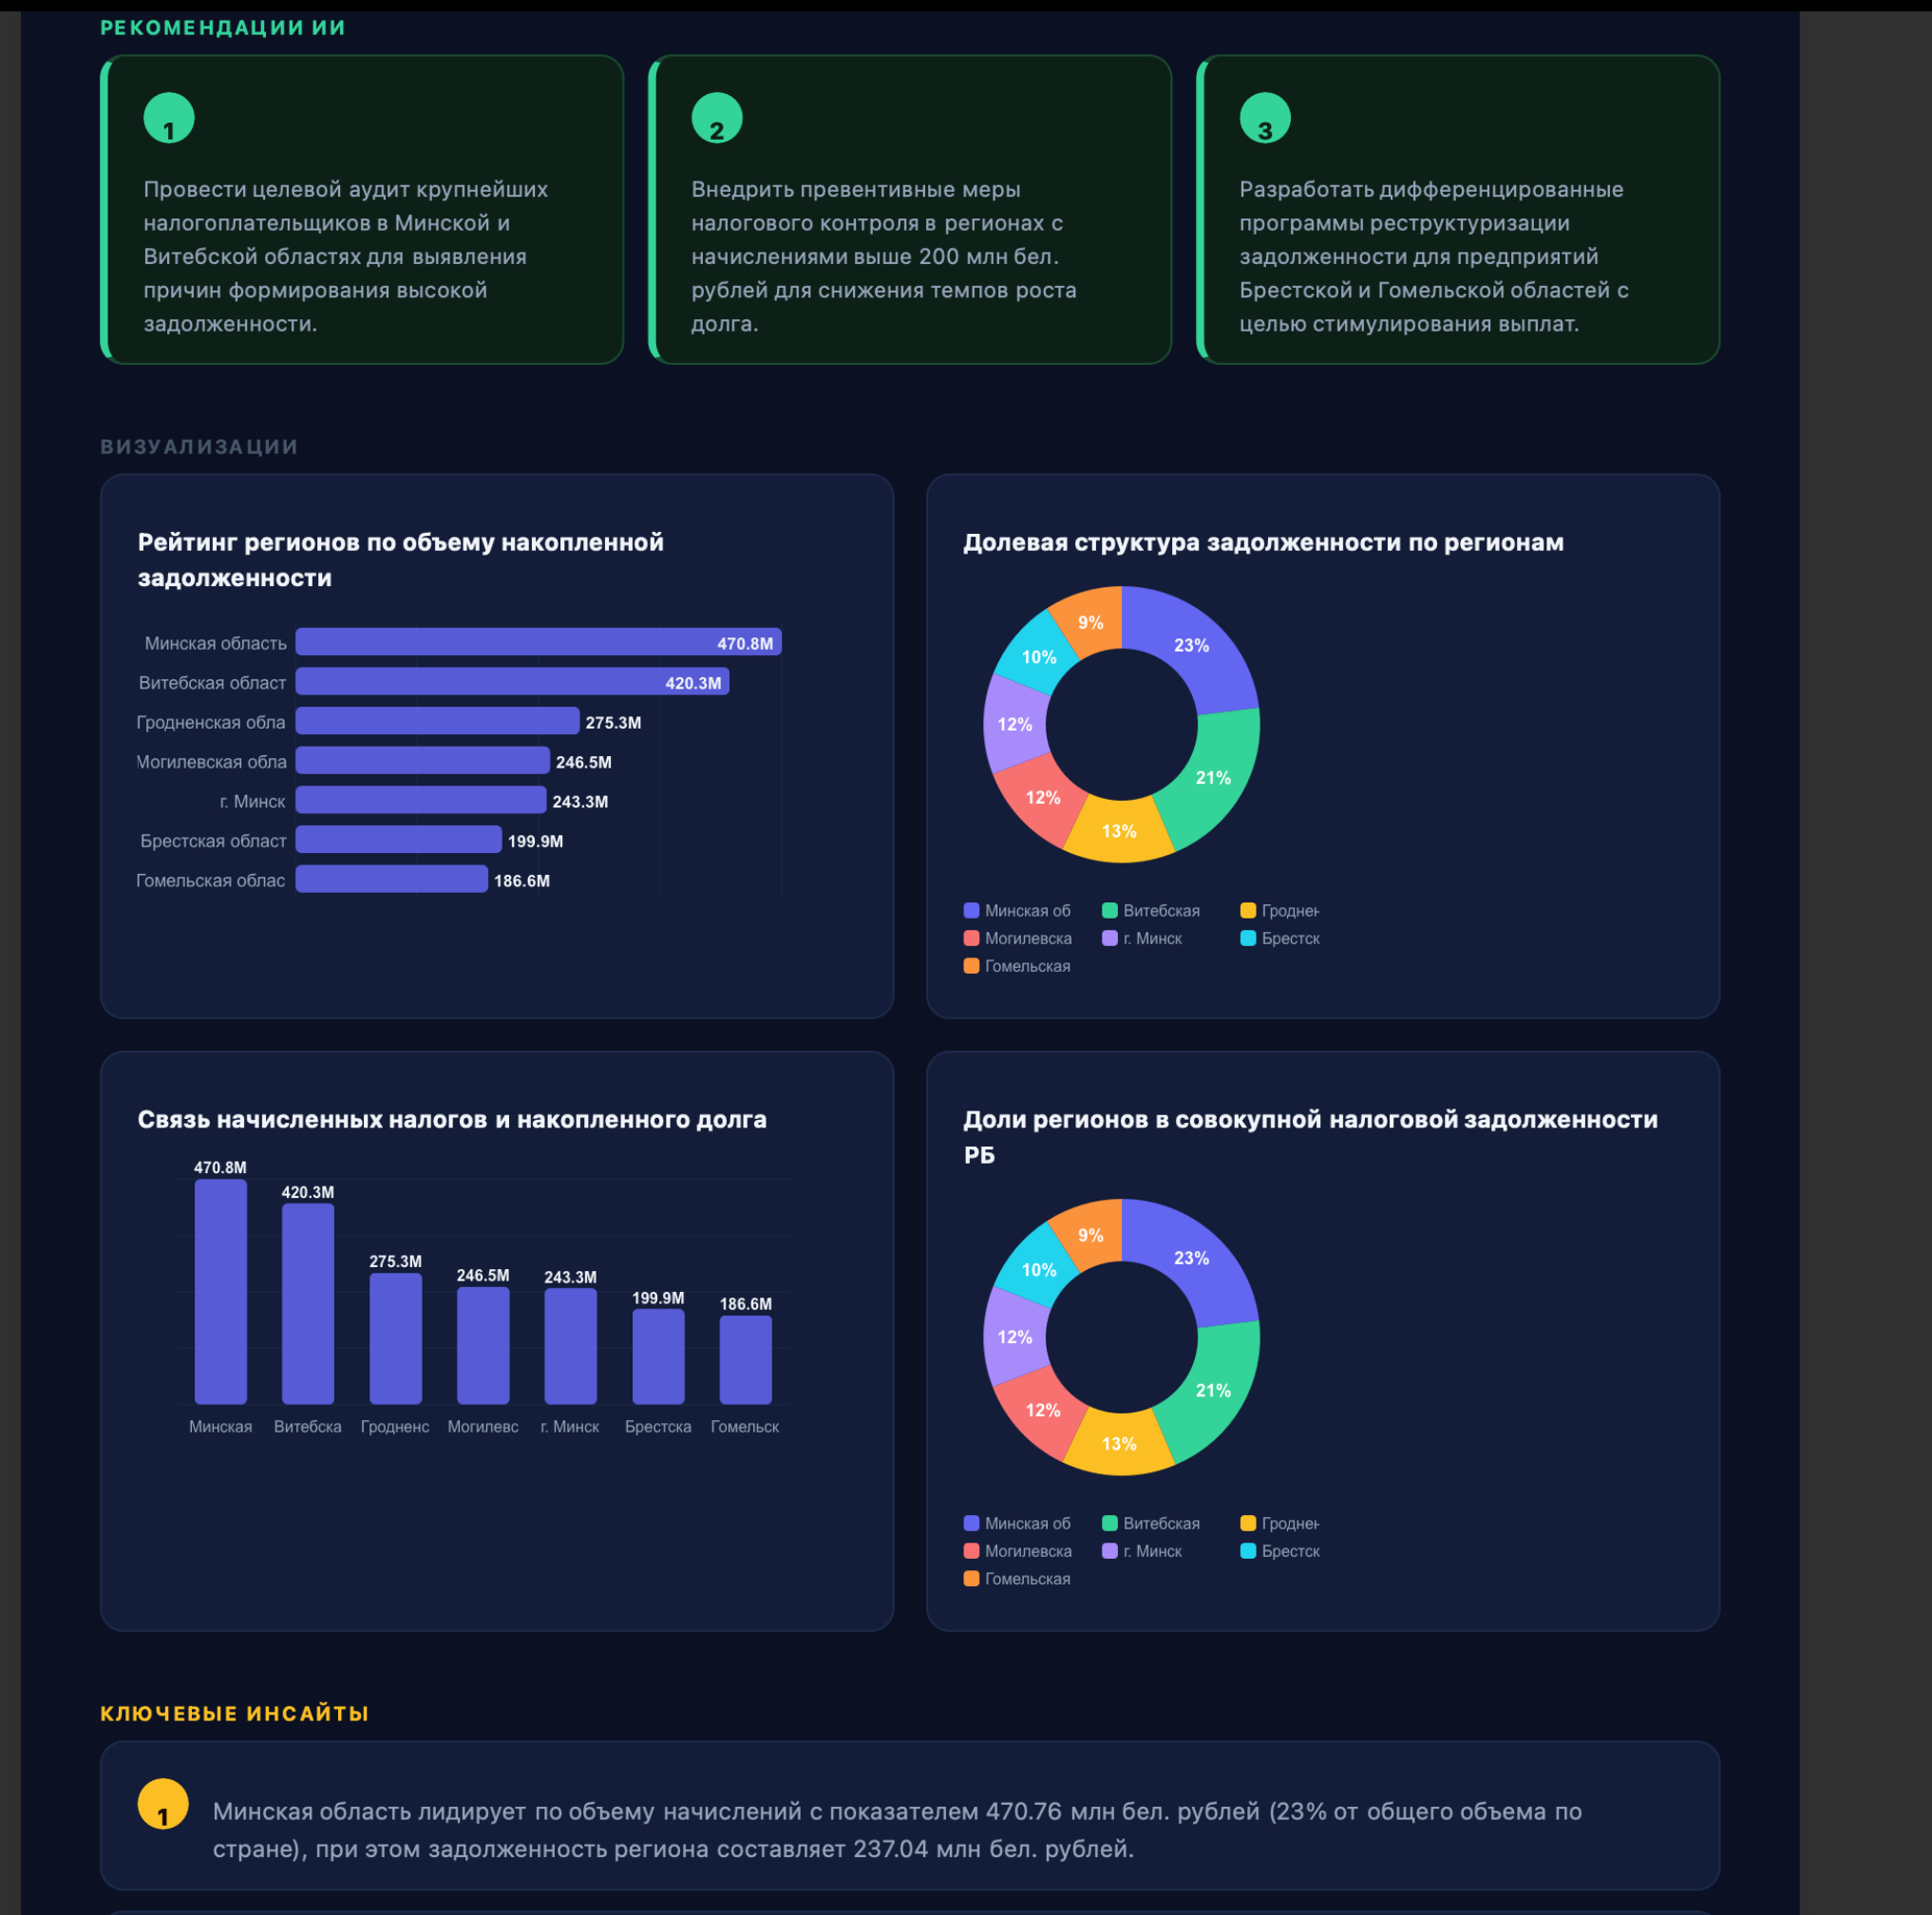 РЕКОМЕНДАЦИИ ИИ
1
Провести целевой аудит крупнейших
налогоплательщиков в Минской и
Витебской областях для выявления
причин формирования высокой
задолженности.
2
Внедрить превентивные меры
налогового контроля в регионах с
начислениями выше 200 млн бел.
рублей для снижения темпов роста
долга.
3
Разработать дифференцированные
программы реструктуризации
задолженности для предприятий
Брестской и Гомельской областей с
целью стимулирования выплат.
ВИЗУАЛИЗАЦИИ
Рейтинг регионов по объему накопленной
задолженности
Минская область 470.8M
Витебская област 420.3M
Гродненская обла 275.3M
Могилевская обла 246.5M
г. Минск 243.3M
Брестская област 199.9M
Гомельская облас 186.6M
Долевая структура задолженности по регионам
9%
23%
10%
12%
21%
12%
13%
Минская об Витебская Гроднен
Могилевска г. Минск Брестск
Гомельская
Связь начисленных налогов и накопленного долга
470.8M
420.3M
275.3M
246.5M
243.3M
199.9M
186.6M
Минская Витебска Гродненс Могилевс г. Минск Брестска Гомельск
Доли регионов в совокупной налоговой задолженности
РБ
9%
23%
10%
12%
21%
12%
13%
Минская об Витебская Гроднен
Могилевска г. Минск Брестск
Гомельская
КЛЮЧЕВЫЕ ИНСАЙТЫ
1
Минская область лидирует по объему начислений с показателем 470.76 млн бел. рублей (23% от общего объема по
стране), при этом задолженность региона составляет 237.04 млн бел. рублей.